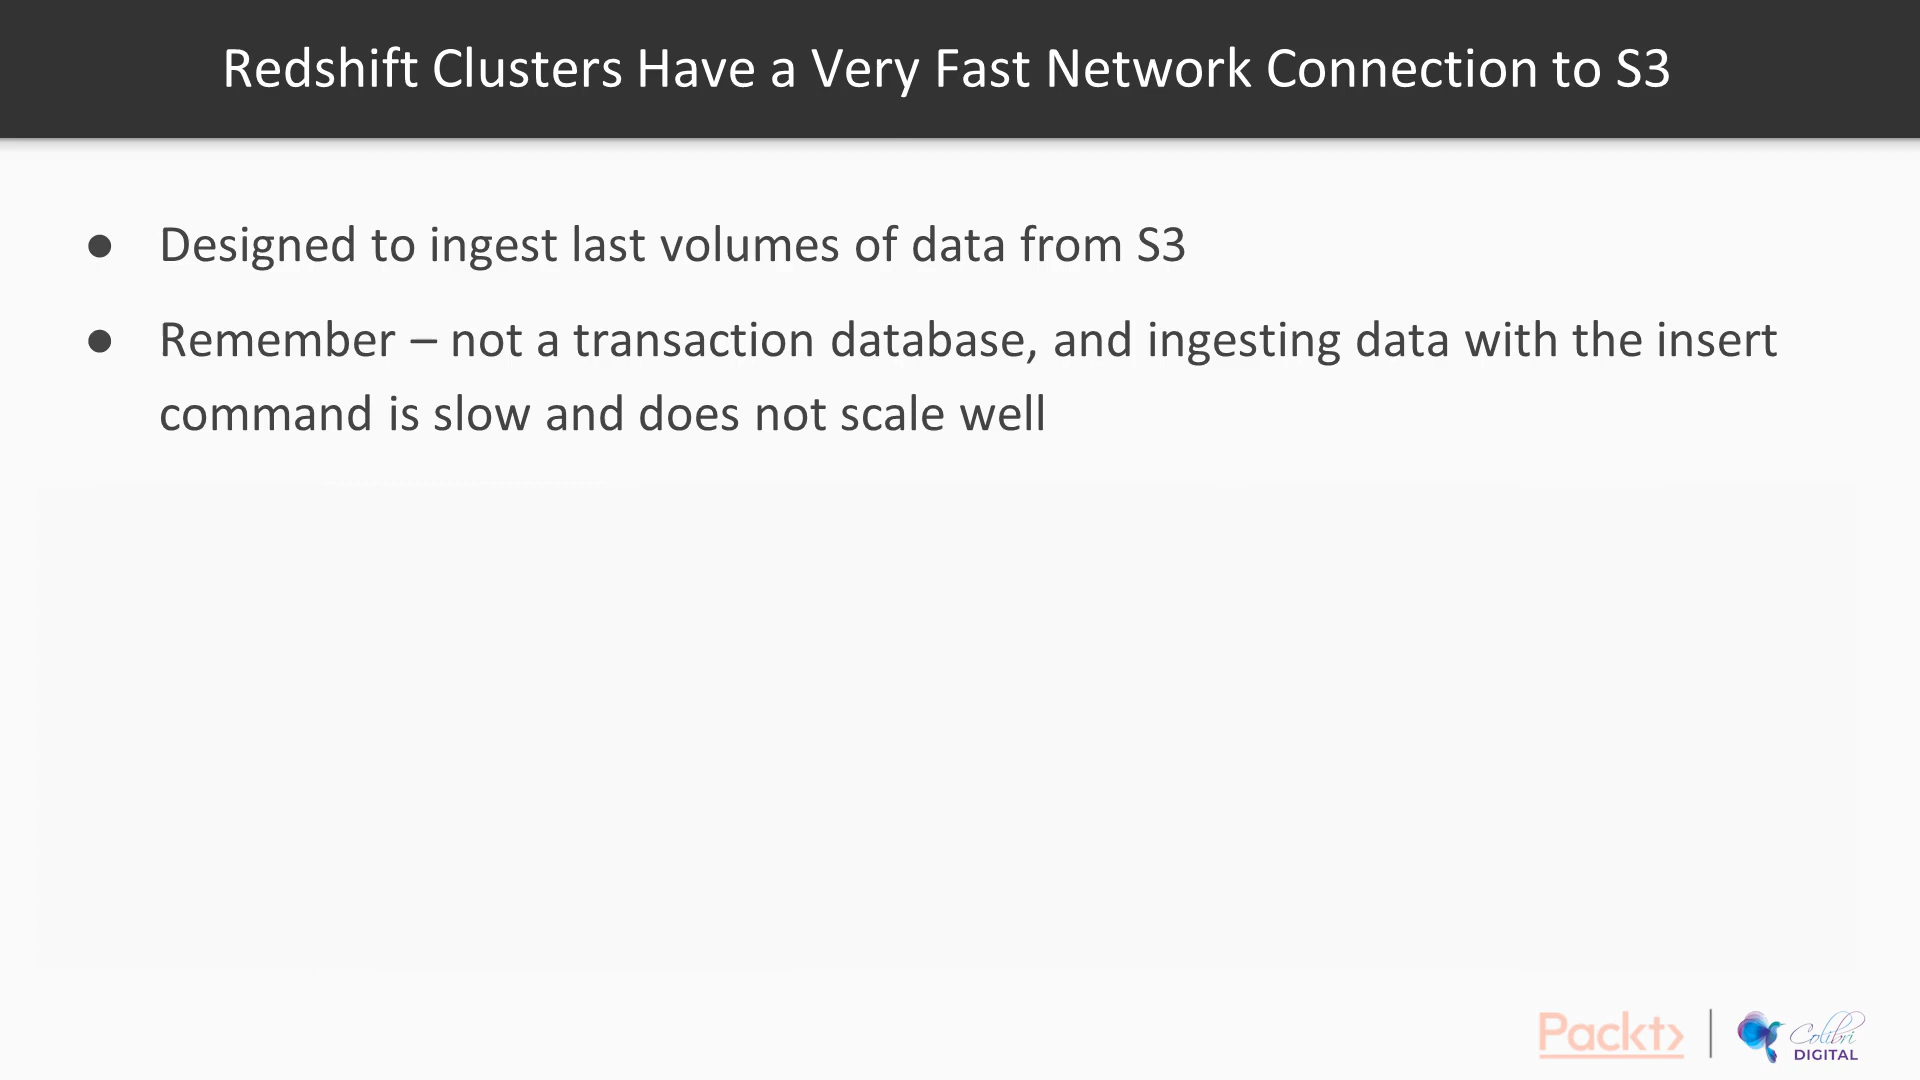 Redshift Clusters Have a Very Fast Network Connection to S3
● Designed to ingest last volumes of data from S3
● Remember – not a transaction database, and ingesting data with the insert
command is slow and does not scale well
Packt>
Colibri
DIGITAL